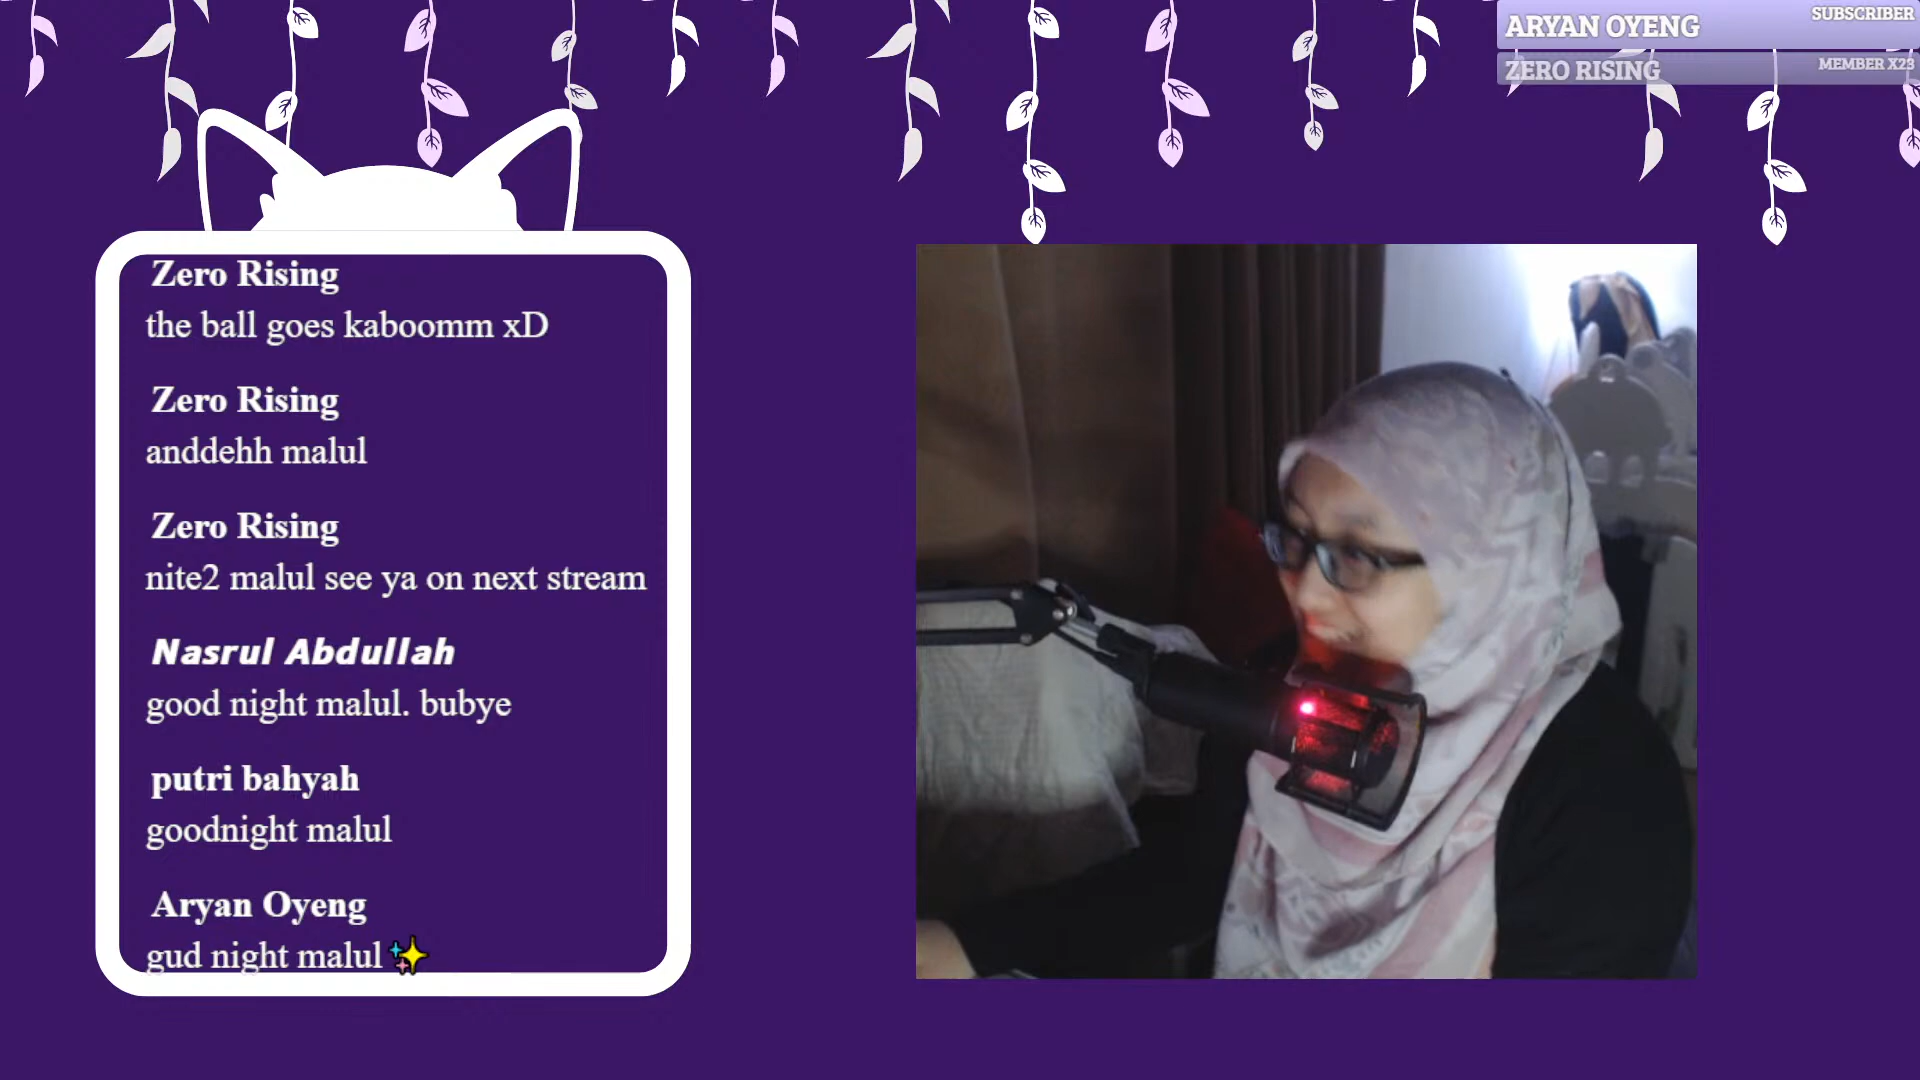 ARYAN OYENG SUBSCRIBER
ZERO RISING MEMBER X23
Zero Rising
the ball goes kaboomm xD
Zero Rising
anddehh malul
Zero Rising
nite2 malul see ya on next stream
Nasrul Abdullah
good night malul. bubye
putri bahyah
goodnight malul
Aryan Oyeng
gud night malul ✨